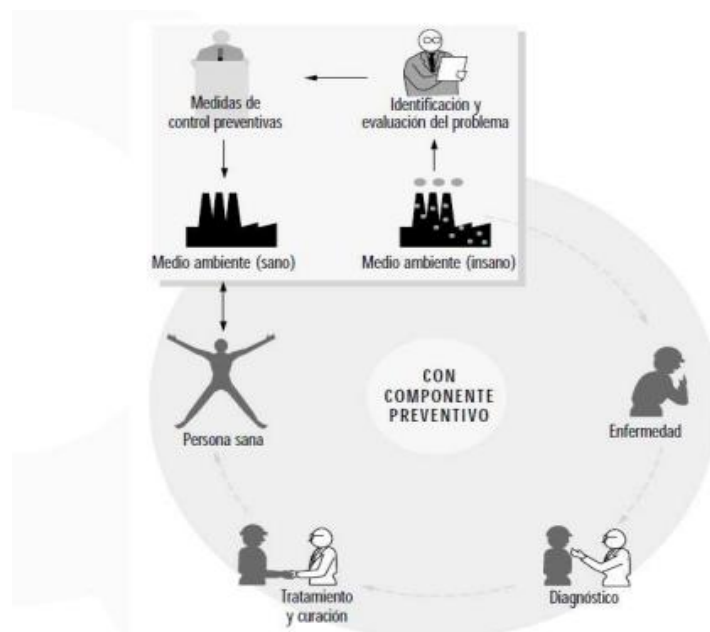 Medidas de
control preventivas
Identificación y
evaluación del problema
Medio ambiente (sano)
Medio ambiente (insano)
CON
COMPONENTE
PREVENTIVO
Persona sana
Enfermedad
Tratamiento
y curación
Diagnóstico